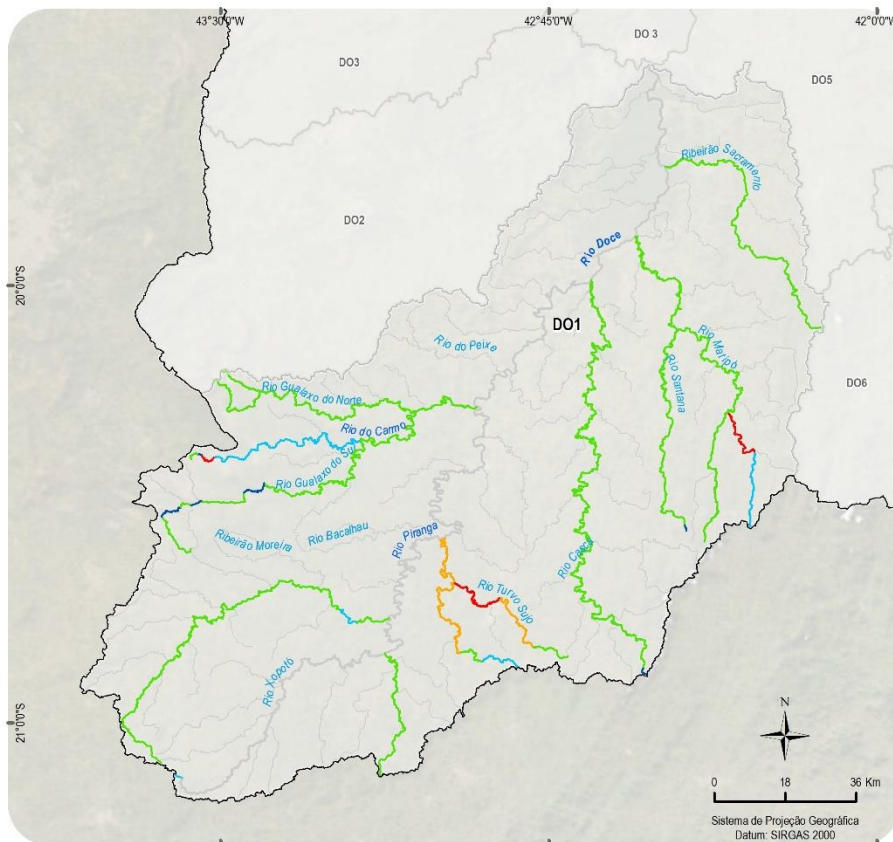 43°30'0"W
42°45'0"W
42°0'0"W
DO 3
DO3
DO5
Ribeirão Sacramento
DO2
Rio Doce
20°0'0"S
DO1
Rio do Peixe
Rio Matipó
DO6
Rio Santana
Rio Gualaxo do Norte
Rio do Carmo
Rio Gualaxo do Sul
Ribeirão Moreira
Rio Bacalhau
Rio Piranga
Rio Casca
Rio Turvo Sujo
Rio Xopotó
21°0'0"S
N
0 18 36 Km
Sistema de Projeção Geográfica
Datum: SIRGAS 2000